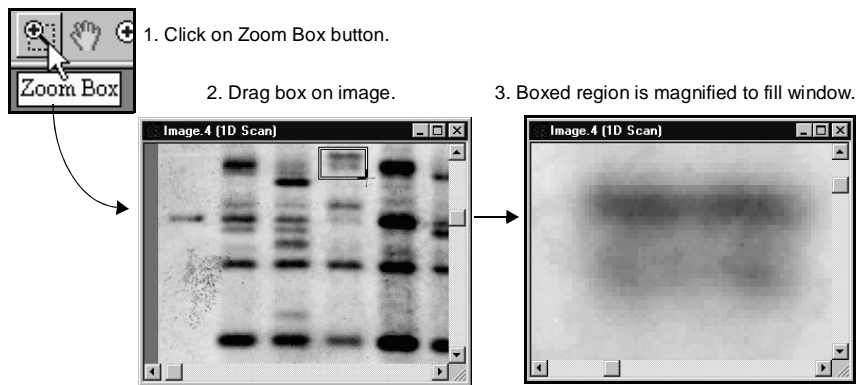 1. Click on Zoom Box button.
Zoom Box
2. Drag box on image.
3. Boxed region is magnified to fill window.
Image.4 (1D Scan)
Image.4 (1D Scan)